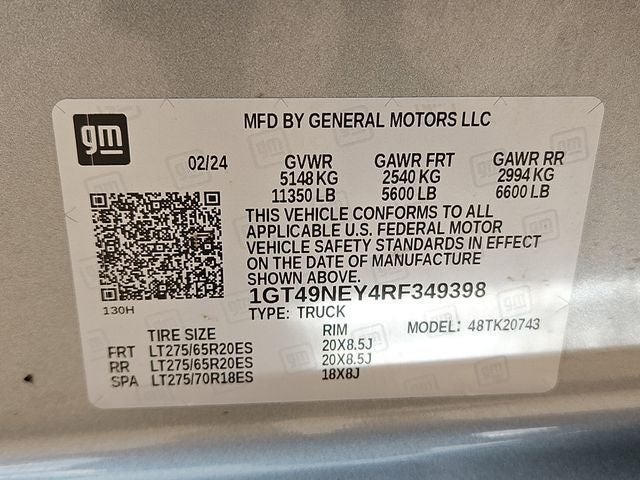 gm
MFD BY GENERAL MOTORS LLC
02/24 GVWR GAWR FRT GAWR RR
5148 KG 2540 KG 2994 KG
11350 LB 5600 LB 6600 LB
THIS VEHICLE CONFORMS TO ALL
APPLICABLE U.S. FEDERAL MOTOR
VEHICLE SAFETY STANDARDS IN EFFECT
ON THE DATE OF MANUFACTURE
SHOWN ABOVE.
130H
1GT49NEY4RF349398
TYPE: TRUCK MODEL: 48TK20743
TIRE SIZE RIM
FRT LT275/65R20ES 20X8.5J
RR LT275/65R20ES 20X8.5J
SPA LT275/70R18ES 18X8J